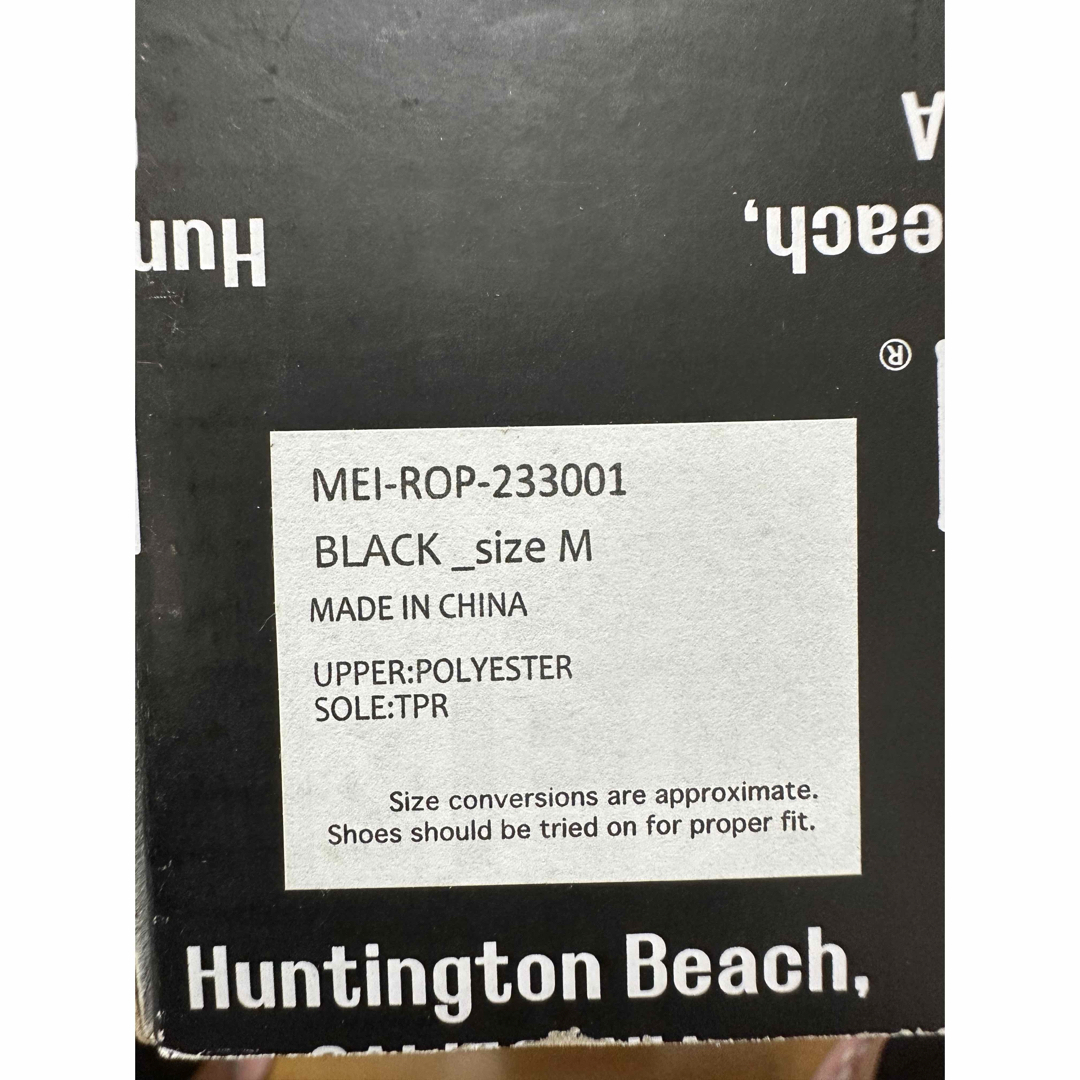 A
Hun
each,
®
MEI-ROP-233001
BLACK _size M
MADE IN CHINA
UPPER:POLYESTER
SOLE:TPR
Size conversions are approximate.
Shoes should be tried on for proper fit.
Huntington Beach,